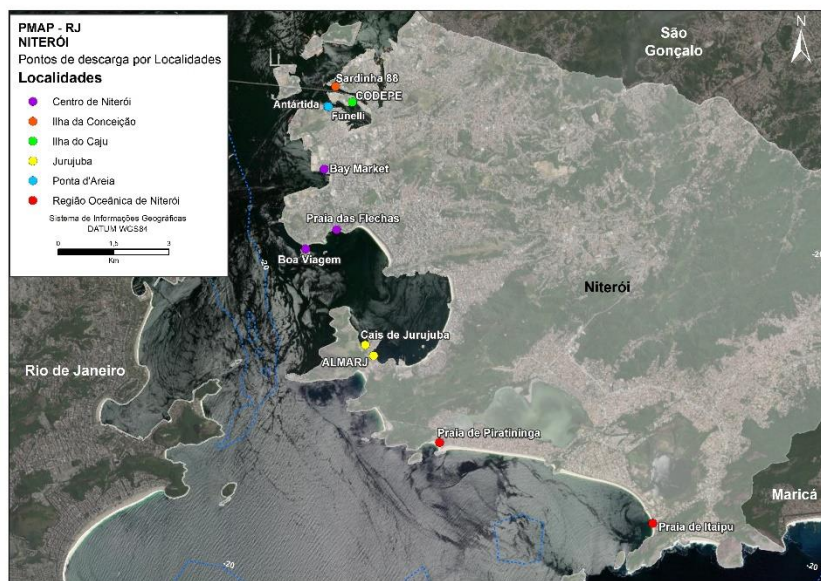 PMAP - RJ
NITERÓI
Pontos de descarga por Localidades
Localidades
Centro de Niterói
Ilha da Conceição
Ilha do Caju
Jurujuba
Ponta d'Areia
Região Oceânica de Niterói
Sistema de Informações Geográficas
DATUM WGS84
0 1,5 3
Km
N
São
Gonçalo
Sardinha 88
CODEPE
Antártida
Funelli
Bay Market
Praia das Flechas
Boa Viagem
-20
-20
Niterói
Cais de Jurujuba
ALMARJ
Rio de Janeiro
Praia de Piratininga
Maricá
Praia de Itaipu
-20
-20